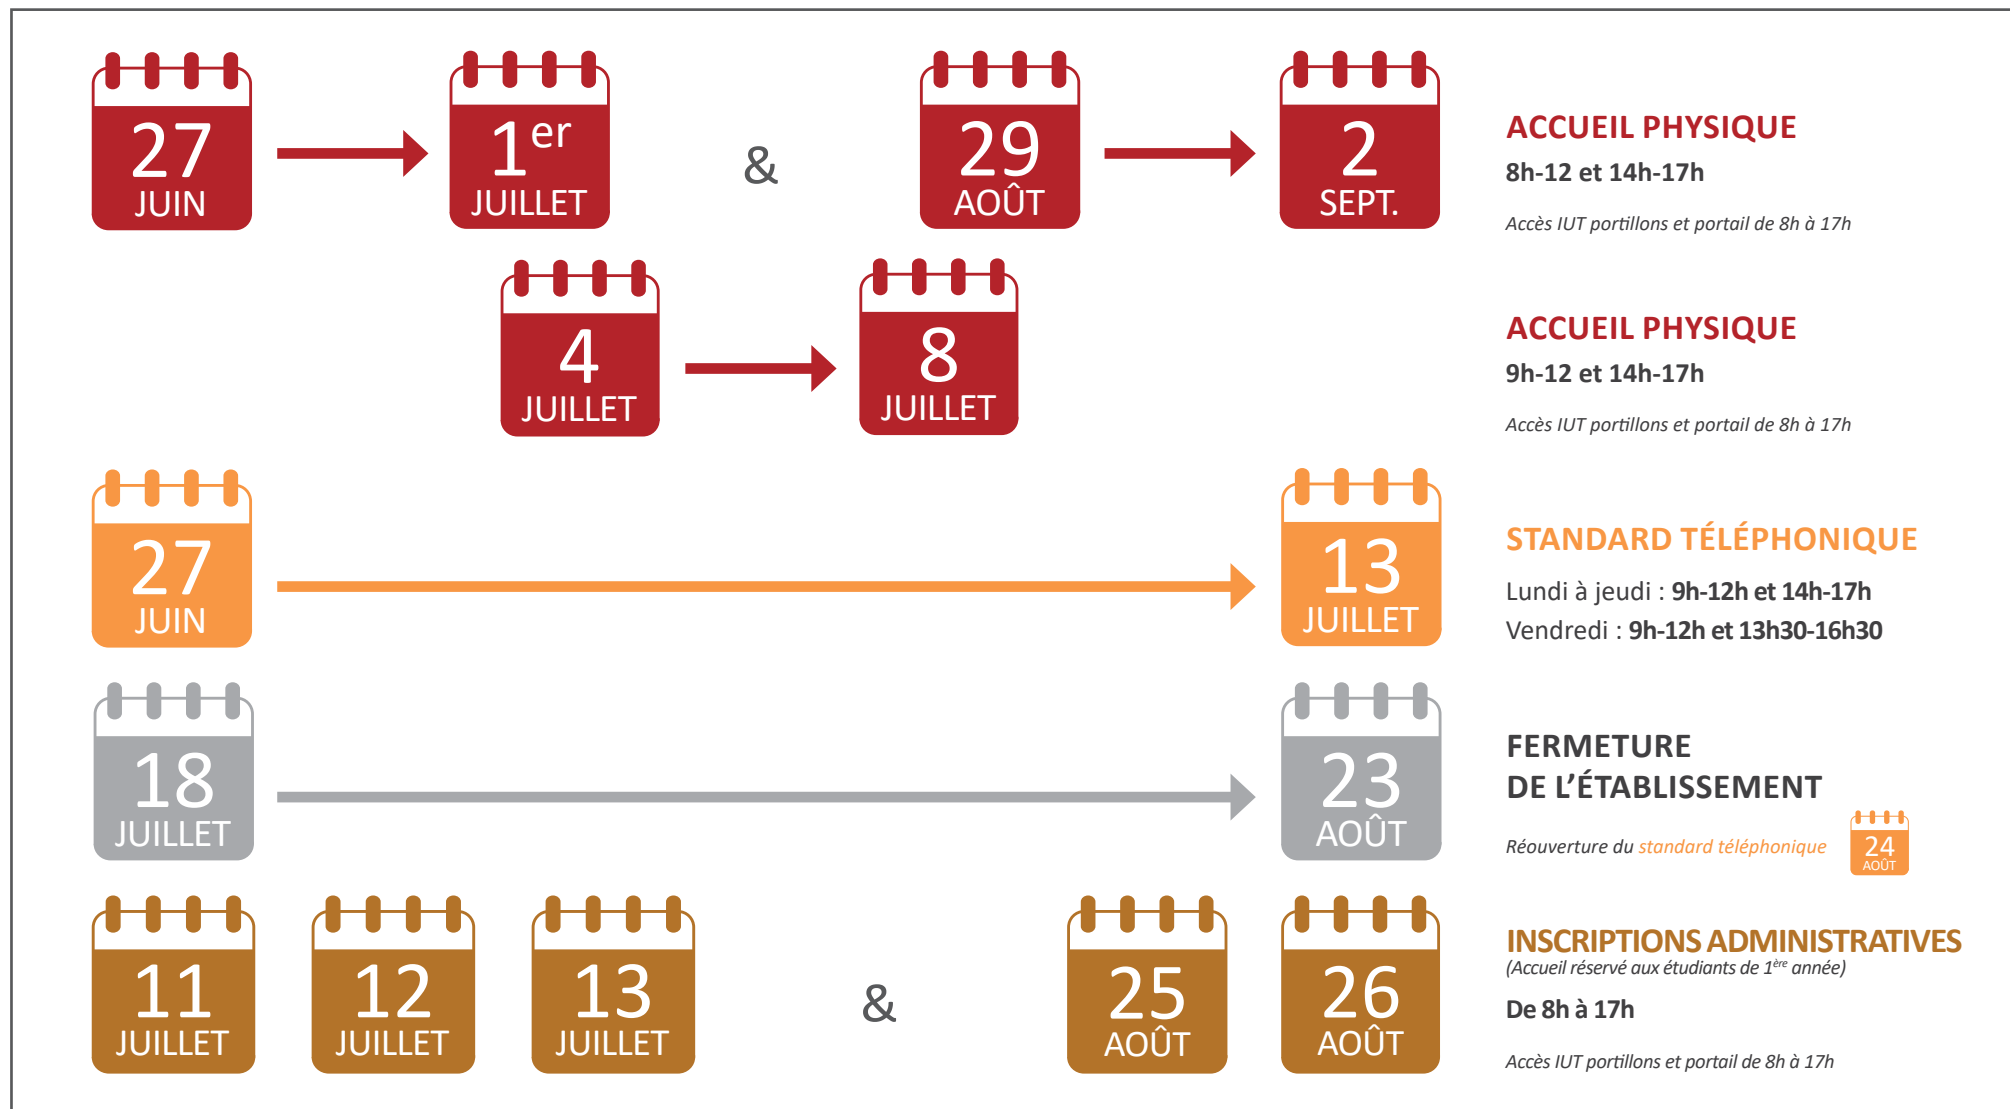 27
JUIN
1er
JUILLET
&
29
AOÛT
2
SEPT.
ACCUEIL PHYSIQUE
8h-12 et 14h-17h
Accès IUT portillons et portail de 8h à 17h
4
JUILLET
8
JUILLET
ACCUEIL PHYSIQUE
9h-12 et 14h-17h
Accès IUT portillons et portail de 8h à 17h
27
JUIN
13
JUILLET
STANDARD TÉLÉPHONIQUE
Lundi à jeudi : 9h-12h et 14h-17h
Vendredi : 9h-12h et 13h30-16h30
18
JUILLET
23
AOÛT
FERMETURE
DE L’ÉTABLISSEMENT
Réouverture du standard téléphonique
24
AOÛT
11
JUILLET
12
JUILLET
13
JUILLET
&
25
AOÛT
26
AOÛT
INSCRIPTIONS ADMINISTRATIVES
(Accueil réservé aux étudiants de 1ère année)
De 8h à 17h
Accès IUT portillons et portail de 8h à 17h